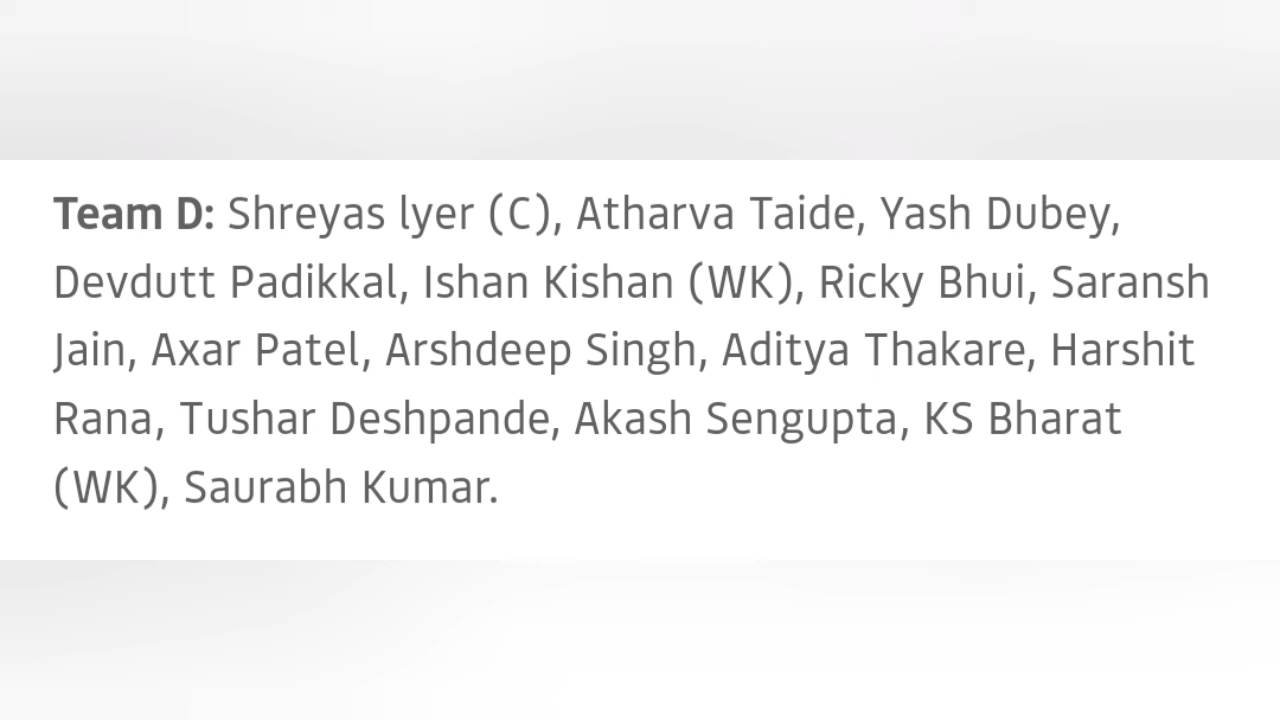 Team D: Shreyas lyer (C), Atharva Taide, Yash Dubey,
Devdutt Padikkal, Ishan Kishan (WK), Ricky Bhui, Saransh
Jain, Axar Patel, Arshdeep Singh, Aditya Thakare, Harshit
Rana, Tushar Deshpande, Akash Sengupta, KS Bharat
(WK), Saurabh Kumar.